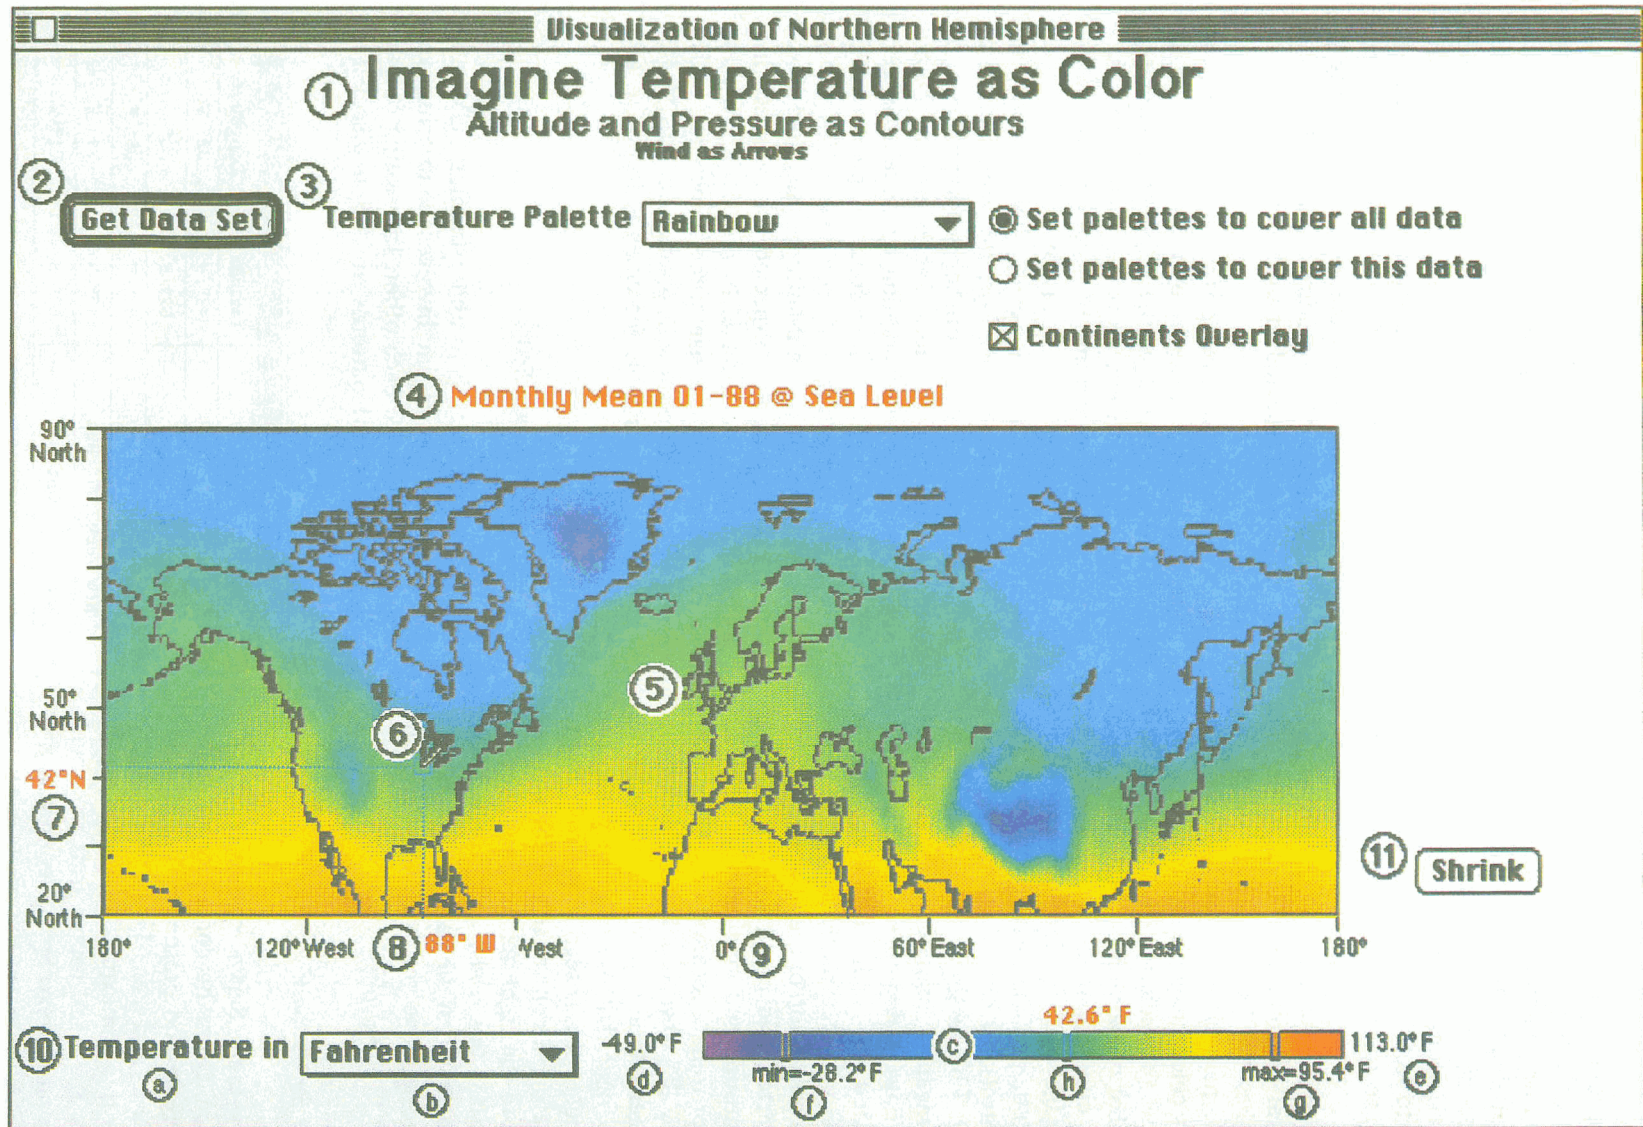 Visualization of Northern Hemisphere
1 Imagine Temperature as Color
Altitude and Pressure as Contours
Wind as Arrows
2 Get Data Set
3 Temperature Palette Rainbow
Set palettes to cover all data
Set palettes to cover this data
Continents Overlay
4 Monthly Mean 01-88 @ Sea Level
90°
North
5
50°
North
6
42°N
7
11 Shrink
20°
North
180° 120° West 8 88° W 0° 9 60° East 120° East 180°
42.6° F
10 Temperature in Fahrenheit -49.0° F c 113.0° F
min=-28.2° F max=95.4° F
a b d f h g e